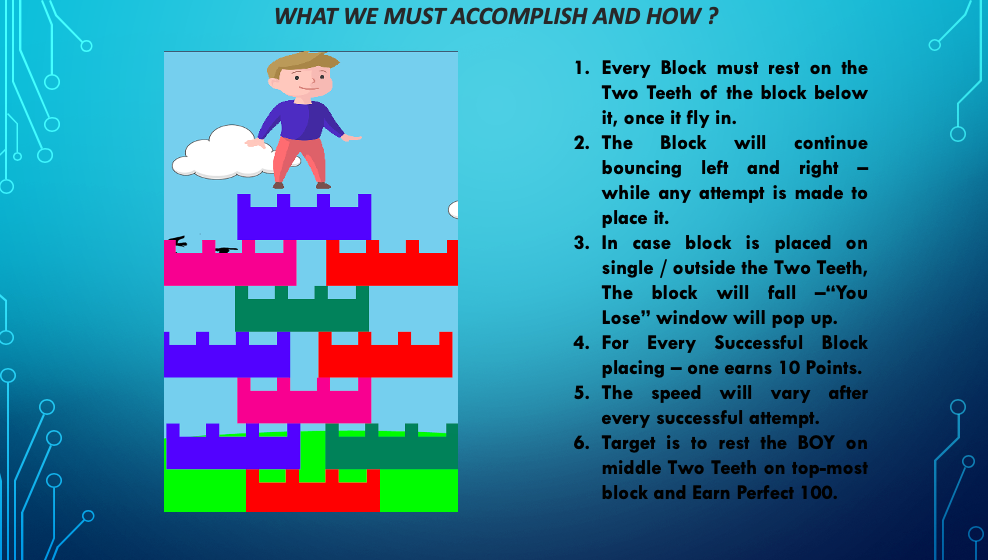 WHAT WE MUST ACCOMPLISH AND HOW ?
1. Every Block must rest on the
Two Teeth of the block below
it, once it fly in.
2. The Block will continue
bouncing left and right –
while any attempt is made to
place it.
3. In case block is placed on
single / outside the Two Teeth,
The block will fall –“You
Lose” window will pop up.
4. For Every Successful Block
placing – one earns 10 Points.
5. The speed will vary after
every successful attempt.
6. Target is to rest the BOY on
middle Two Teeth on top-most
block and Earn Perfect 100.